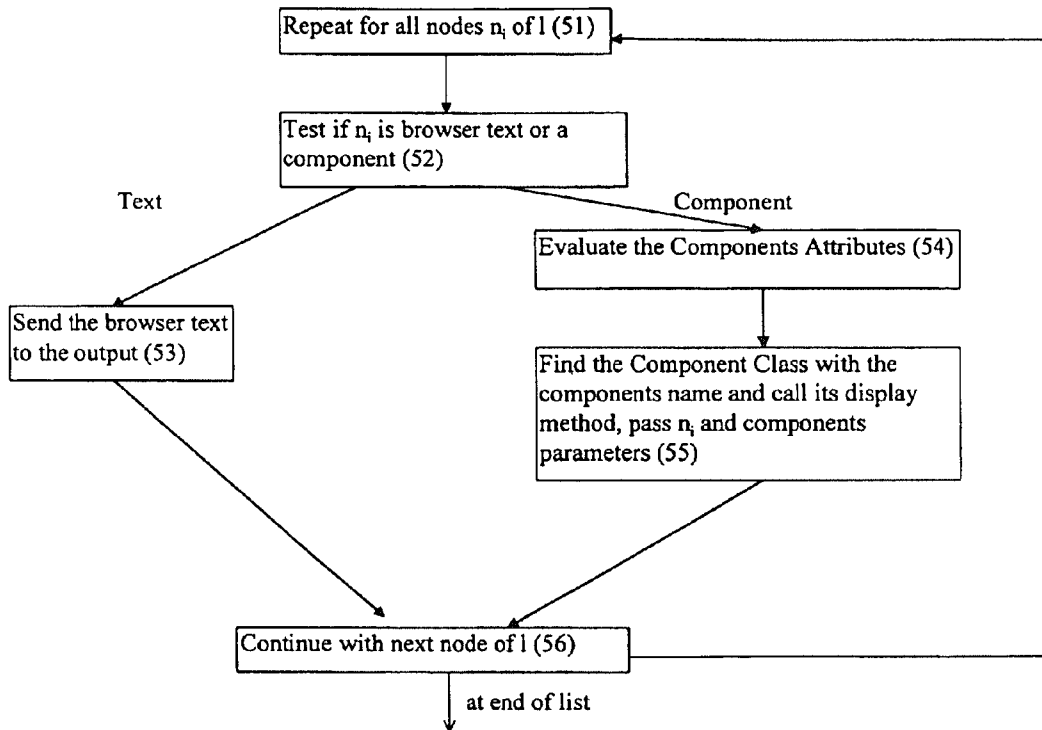 Repeat for all nodes nᵢ of l (51)
Test if nᵢ is browser text or a
component (52)
Text
Component
Evaluate the Components Attributes (54)
Send the browser text
to the output (53)
Find the Component Class with the
components name and call its display
method, pass nᵢ and components
parameters (55)
Continue with next node of l (56)
at end of list